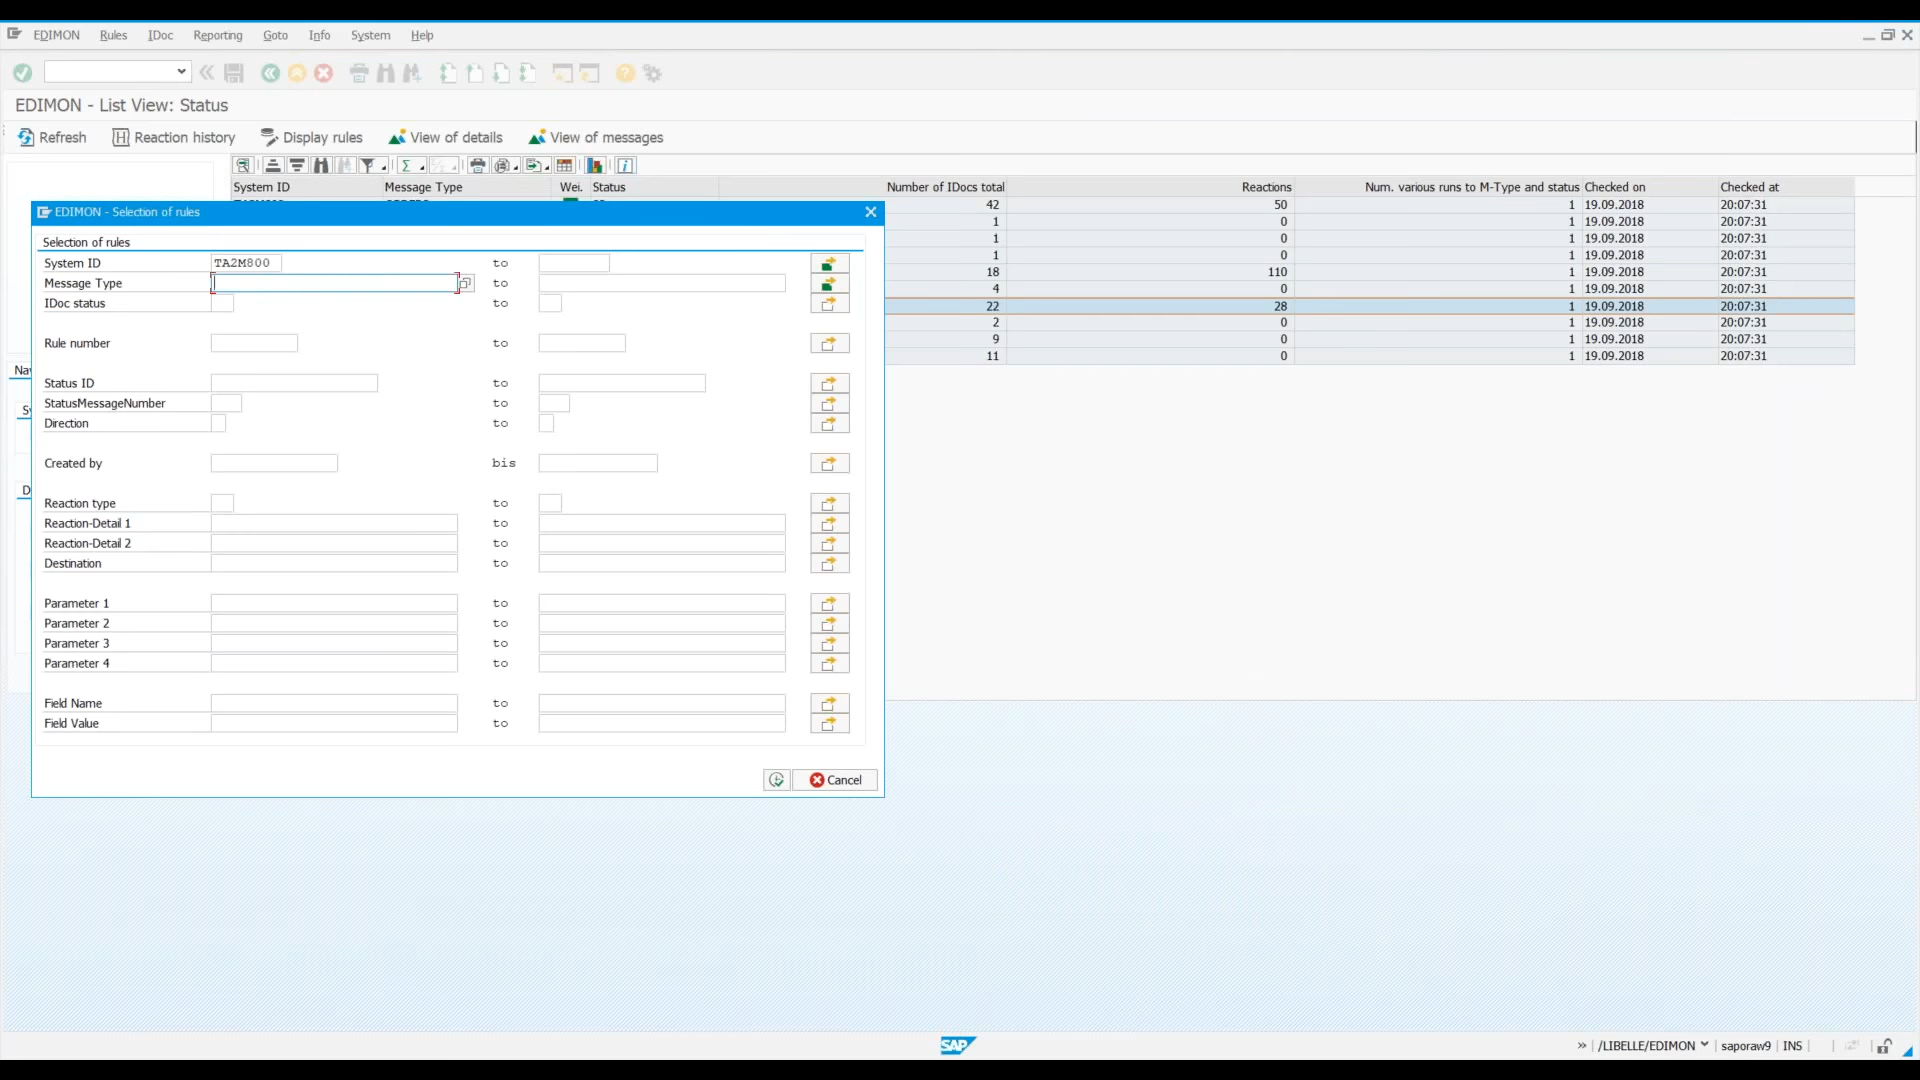 EDIMON Rules IDoc Reporting Goto Info System Help
EDIMON - List View: Status
Refresh Reaction history Display rules View of details View of messages
System ID Message Type Wei. Status Number of IDocs total Reactions Num. various runs to M-Type and status Checked on Checked at
42 50 1 19.09.2018 20:07:31
1 0 1 19.09.2018 20:07:31
1 0 1 19.09.2018 20:07:31
1 0 1 19.09.2018 20:07:31
18 110 1 19.09.2018 20:07:31
4 0 1 19.09.2018 20:07:31
22 28 1 19.09.2018 20:07:31
2 0 1 19.09.2018 20:07:31
9 0 1 19.09.2018 20:07:31
11 0 1 19.09.2018 20:07:31
EDIMON - Selection of rules
Selection of rules
System ID TA2M800 to
Message Type to
IDoc status to
Rule number to
Status ID to
StatusMessageNumber to
Direction to
Created by bis
Reaction type to
Reaction-Detail 1 to
Reaction-Detail 2 to
Destination to
Parameter 1 to
Parameter 2 to
Parameter 3 to
Parameter 4 to
Field Name to
Field Value to
Cancel
SAP /LIBELLE/EDIMON saporaw9 INS